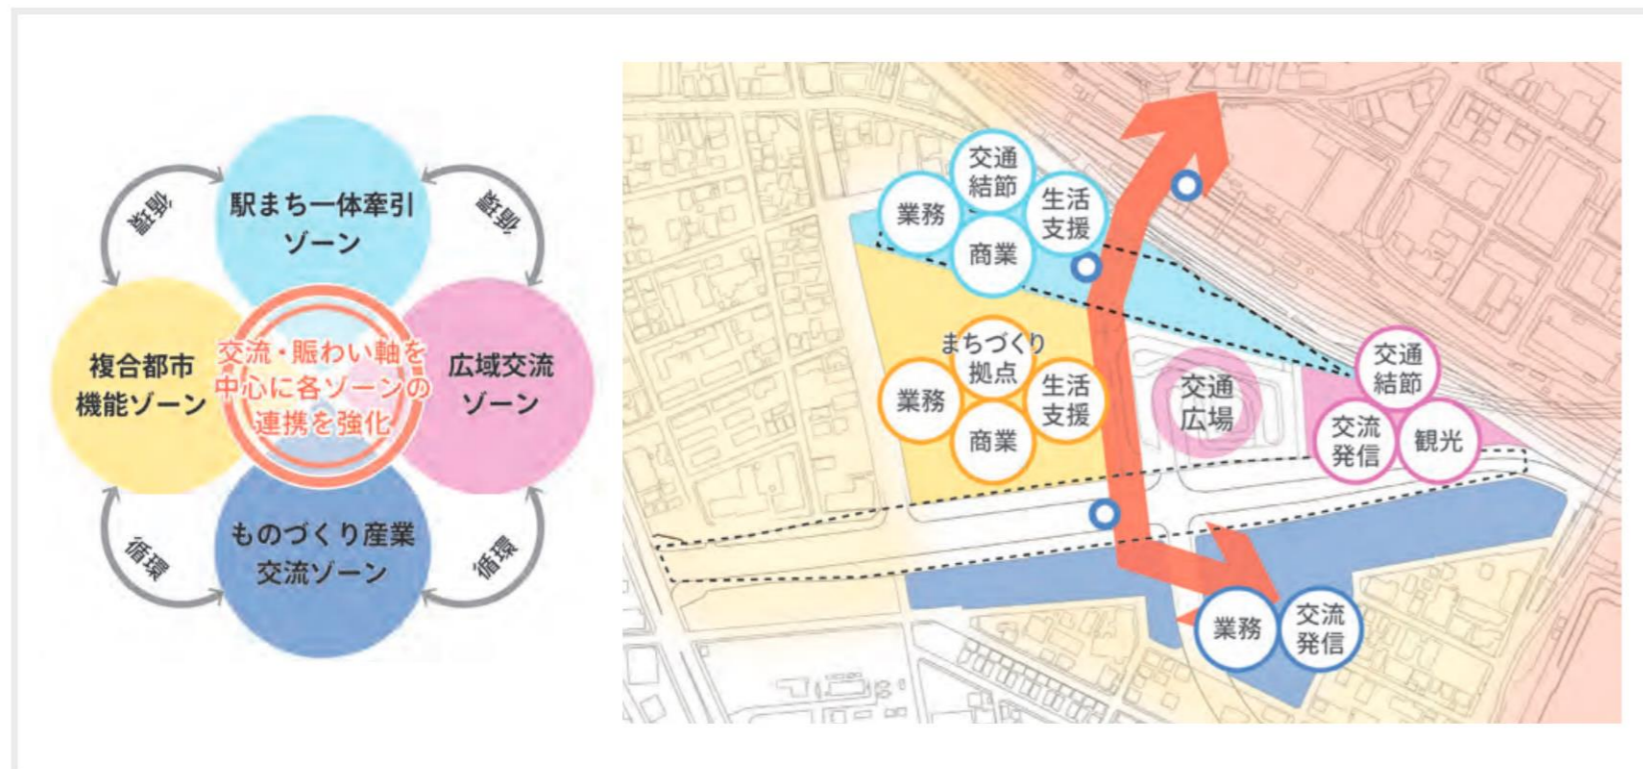 駅まち一体牽引
ゾーン
循環
循環
複合都市
機能ゾーン
交流・賑わい軸を
中心に各ゾーンの
連携を強化
広域交流
ゾーン
ものづくり産業
交流ゾーン
循環
循環
交通
結節
業務
生活
支援
商業
まちづくり
拠点
業務
生活
支援
商業
交通
広場
交通
結節
交流
発信
観光
業務
交流
発信